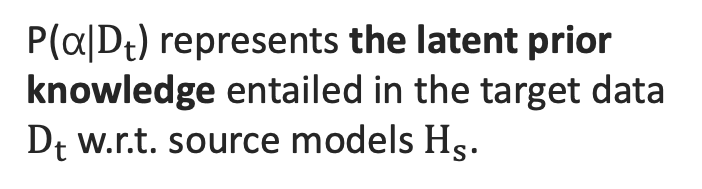 P(α|Dₜ) represents the latent prior
knowledge entailed in the target data
Dₜ w.r.t. source models Hₛ.